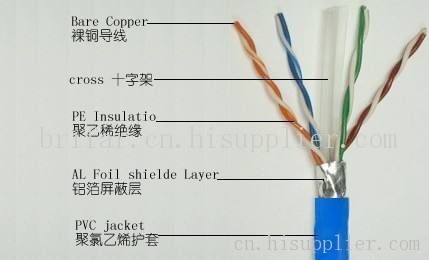 Bare Copper
裸铜导线
cross 十字架
PE Insulatio
聚乙稀绝缘
AL Foil shielde Layer
铝箔屏蔽层
PVC jacket
聚氯乙烯护套
cn.hisupplier.com